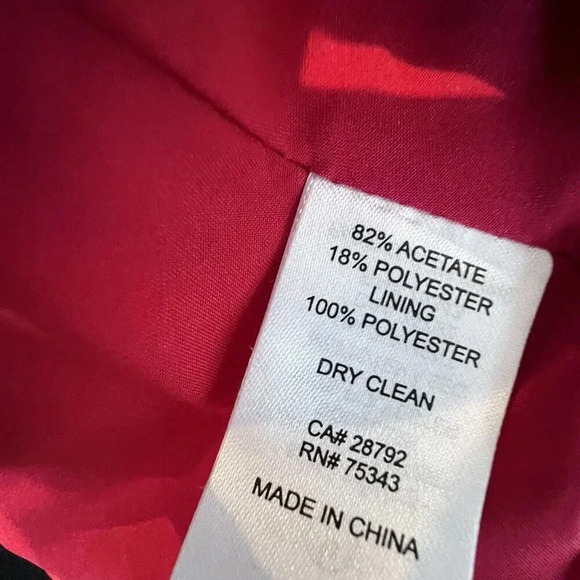 82% ACETATE
18% POLYESTER
LINING
100% POLYESTER
DRY CLEAN
CA# 28792
RN# 75343
MADE IN CHINA